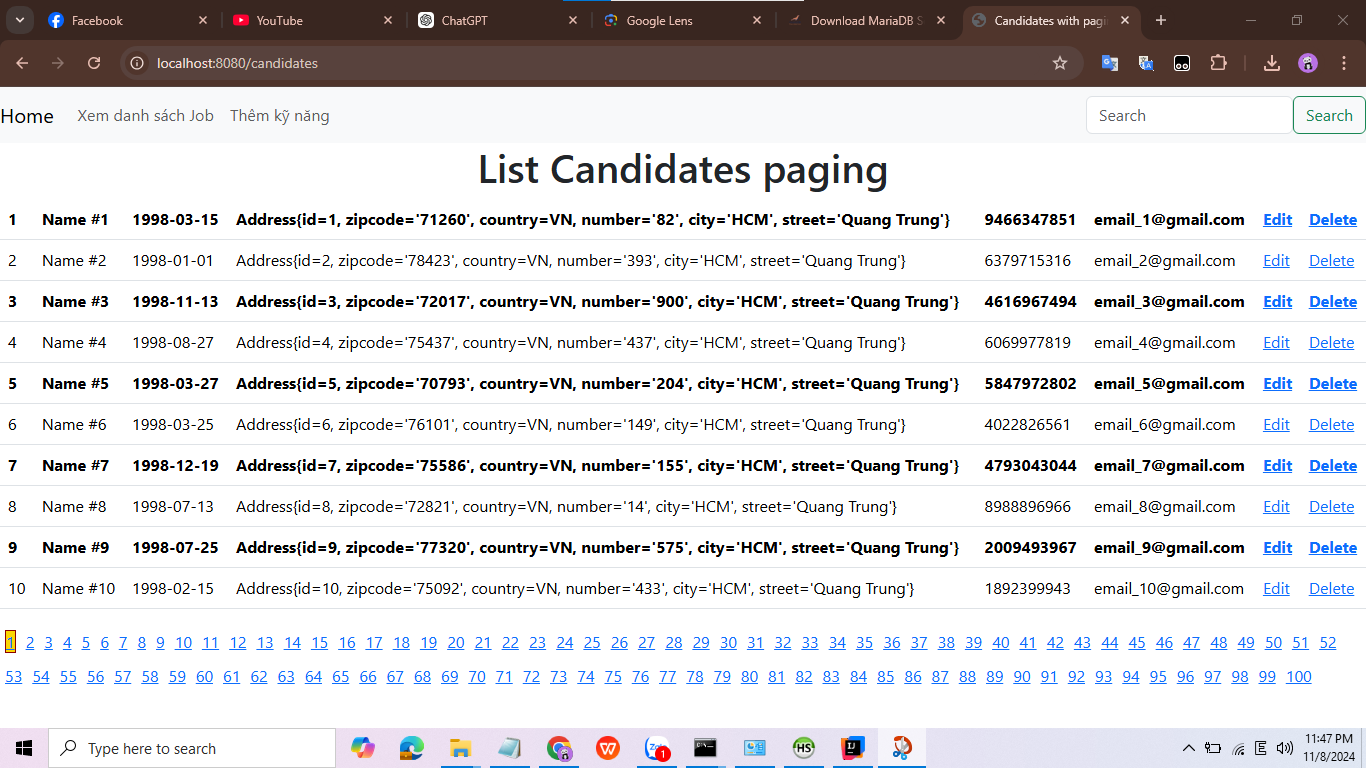 Facebook YouTube ChatGPT Google Lens Download MariaDB S Candidates with pagi
localhost:8080/candidates
Home Xem danh sách Job Thêm kỹ năng Search Search
List Candidates paging
1 Name #1 1998-03-15 Address{id=1, zipcode='71260', country=VN, number='82', city='HCM', street='Quang Trung'} 9466347851 email_1@gmail.com Edit Delete
2 Name #2 1998-01-01 Address{id=2, zipcode='78423', country=VN, number='393', city='HCM', street='Quang Trung'} 6379715316 email_2@gmail.com Edit Delete
3 Name #3 1998-11-13 Address{id=3, zipcode='72017', country=VN, number='900', city='HCM', street='Quang Trung'} 4616967494 email_3@gmail.com Edit Delete
4 Name #4 1998-08-27 Address{id=4, zipcode='75437', country=VN, number='437', city='HCM', street='Quang Trung'} 6069977819 email_4@gmail.com Edit Delete
5 Name #5 1998-03-27 Address{id=5, zipcode='70793', country=VN, number='204', city='HCM', street='Quang Trung'} 5847972802 email_5@gmail.com Edit Delete
6 Name #6 1998-03-25 Address{id=6, zipcode='76101', country=VN, number='149', city='HCM', street='Quang Trung'} 4022826561 email_6@gmail.com Edit Delete
7 Name #7 1998-12-19 Address{id=7, zipcode='75586', country=VN, number='155', city='HCM', street='Quang Trung'} 4793043044 email_7@gmail.com Edit Delete
8 Name #8 1998-07-13 Address{id=8, zipcode='72821', country=VN, number='14', city='HCM', street='Quang Trung'} 8988896966 email_8@gmail.com Edit Delete
9 Name #9 1998-07-25 Address{id=9, zipcode='77320', country=VN, number='575', city='HCM', street='Quang Trung'} 2009493967 email_9@gmail.com Edit Delete
10 Name #10 1998-02-15 Address{id=10, zipcode='75092', country=VN, number='433', city='HCM', street='Quang Trung'} 1892399943 email_10@gmail.com Edit Delete
1 2 3 4 5 6 7 8 9 10 11 12 13 14 15 16 17 18 19 20 21 22 23 24 25 26 27 28 29 30 31 32 33 34 35 36 37 38 39 40 41 42 43 44 45 46 47 48 49 50 51 52
53 54 55 56 57 58 59 60 61 62 63 64 65 66 67 68 69 70 71 72 73 74 75 76 77 78 79 80 81 82 83 84 85 86 87 88 89 90 91 92 93 94 95 96 97 98 99 100
Type here to search 1 HS 11:47 PM
11/8/2024